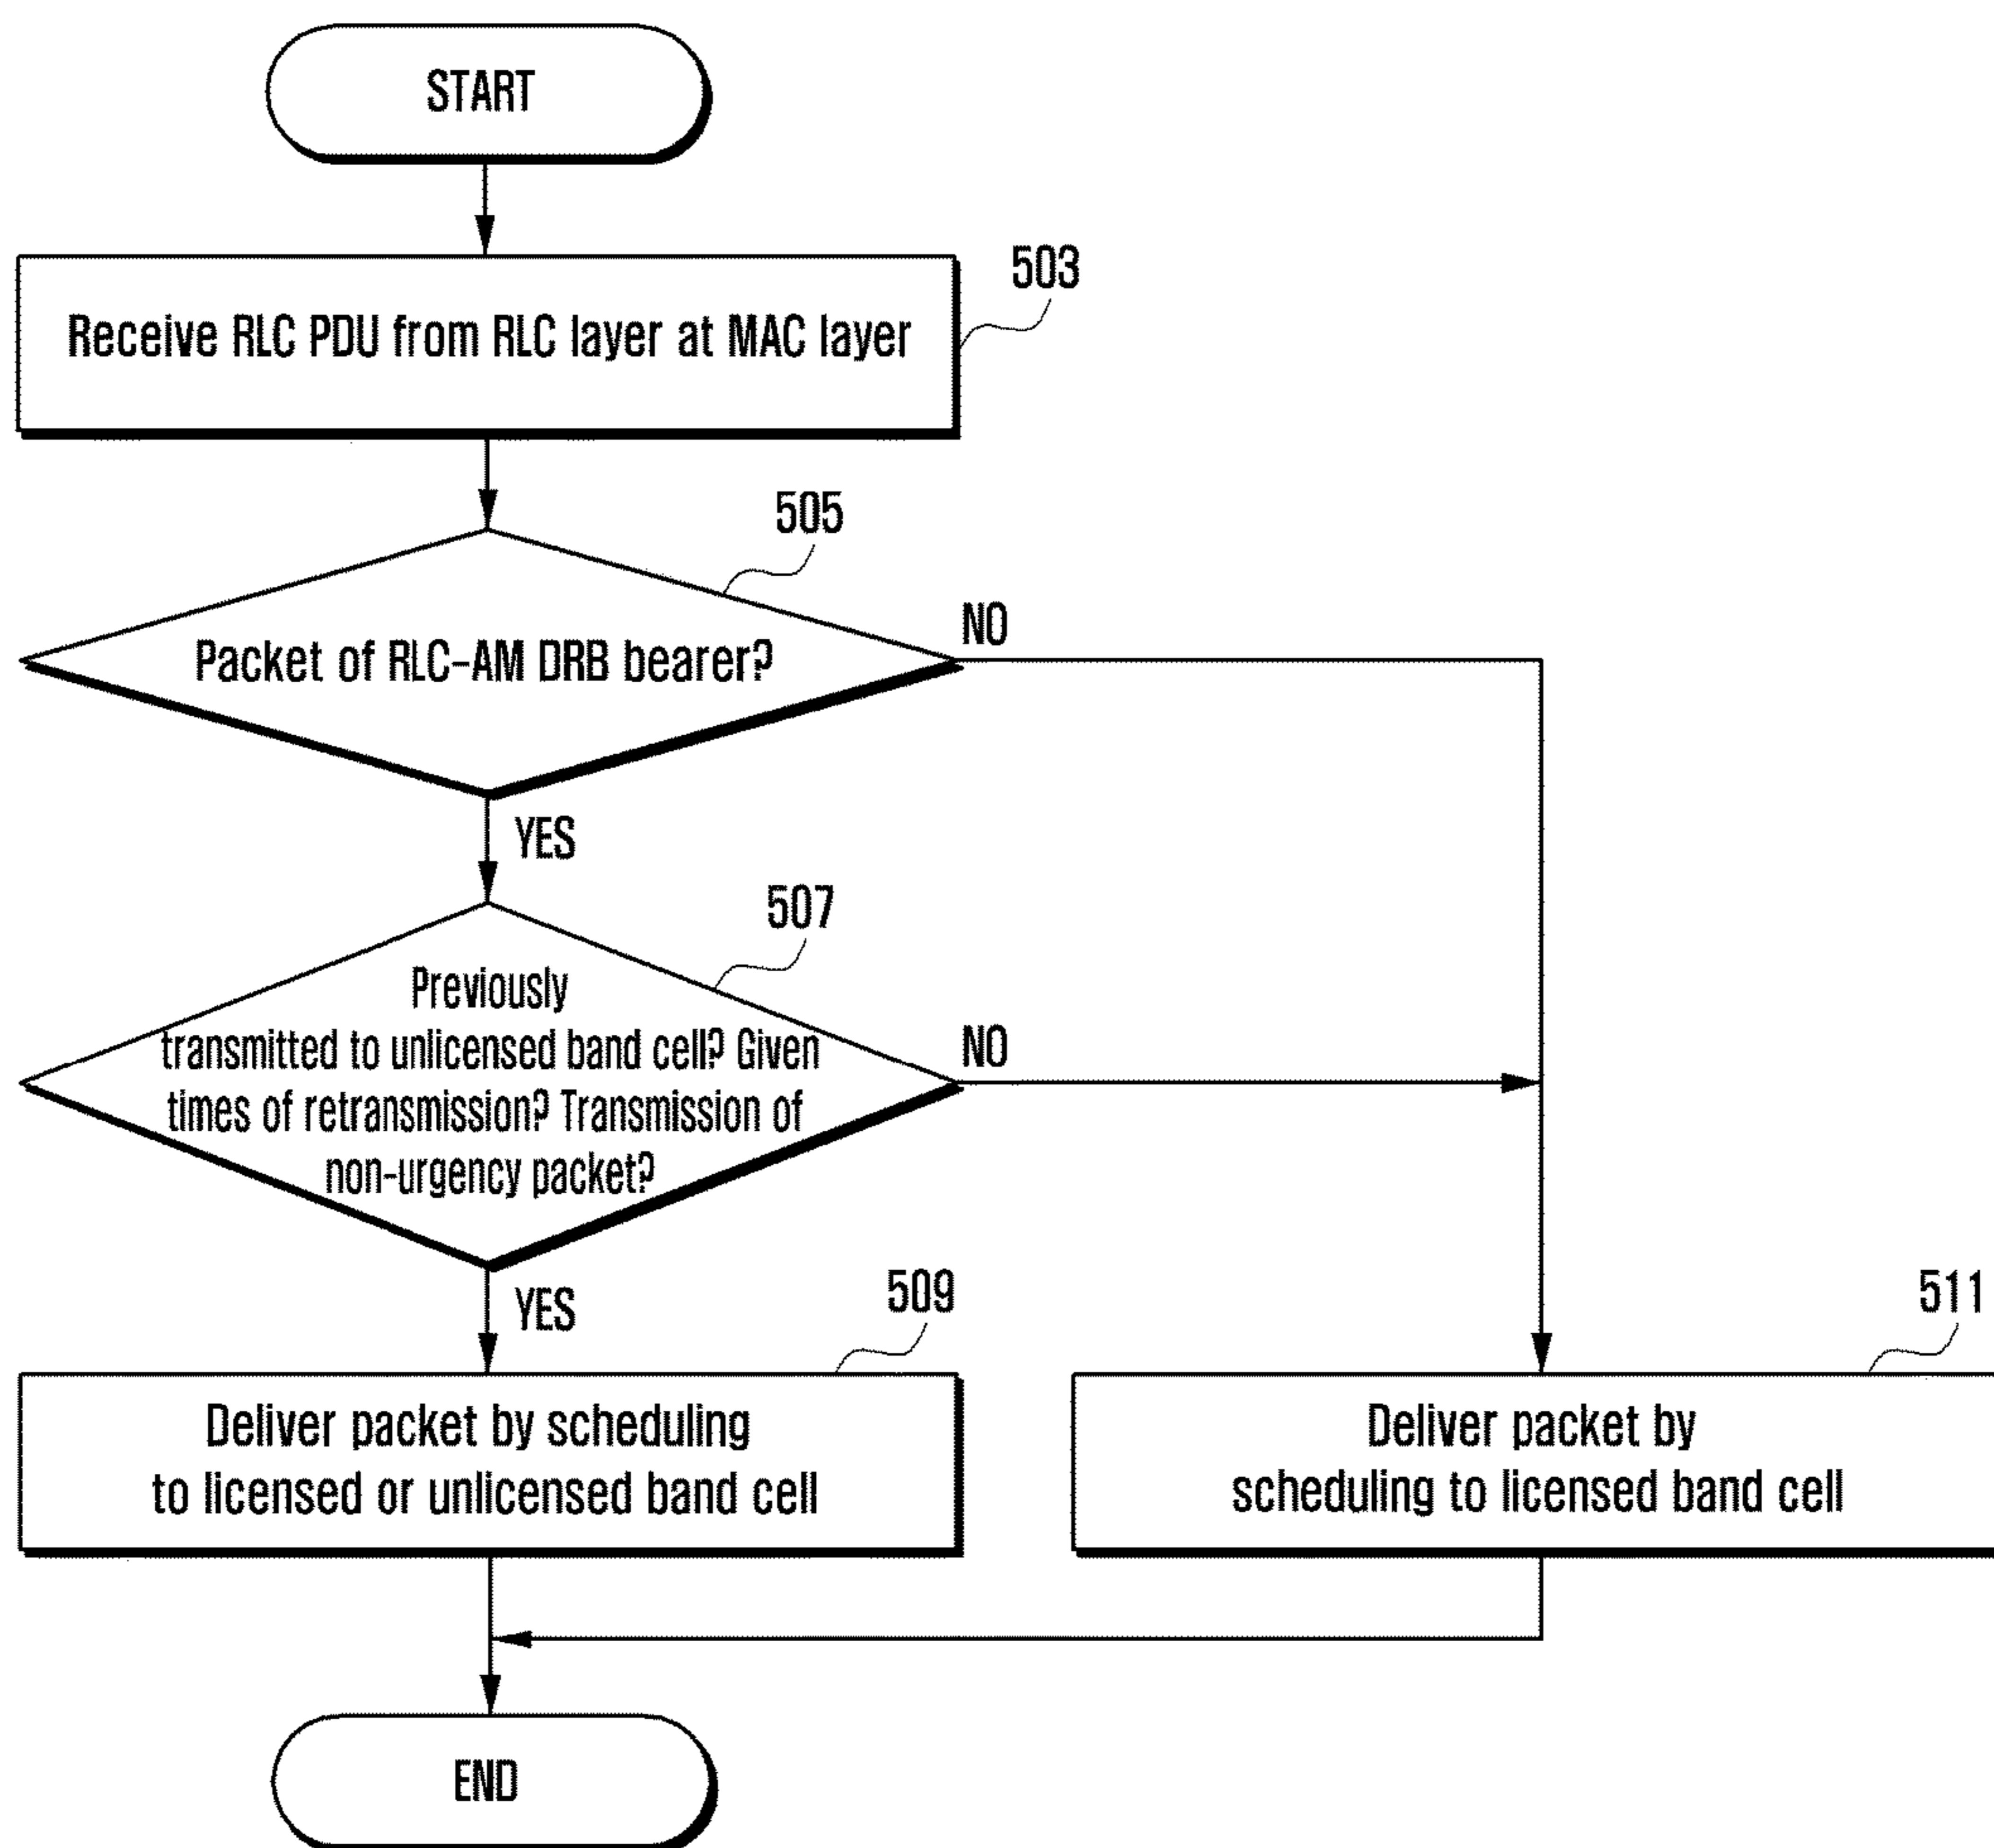 START
503
Receive RLC PDU from RLC layer at MAC layer
505
NO
Packet of RLC-AM DRB bearer?
YES
507
Previously
transmitted to unlicensed band cell? Given
times of retransmission? Transmission of
non-urgency packet?
NO
YES
509
511
Deliver packet by scheduling
to licensed or unlicensed band cell
Deliver packet by
scheduling to licensed band cell
END